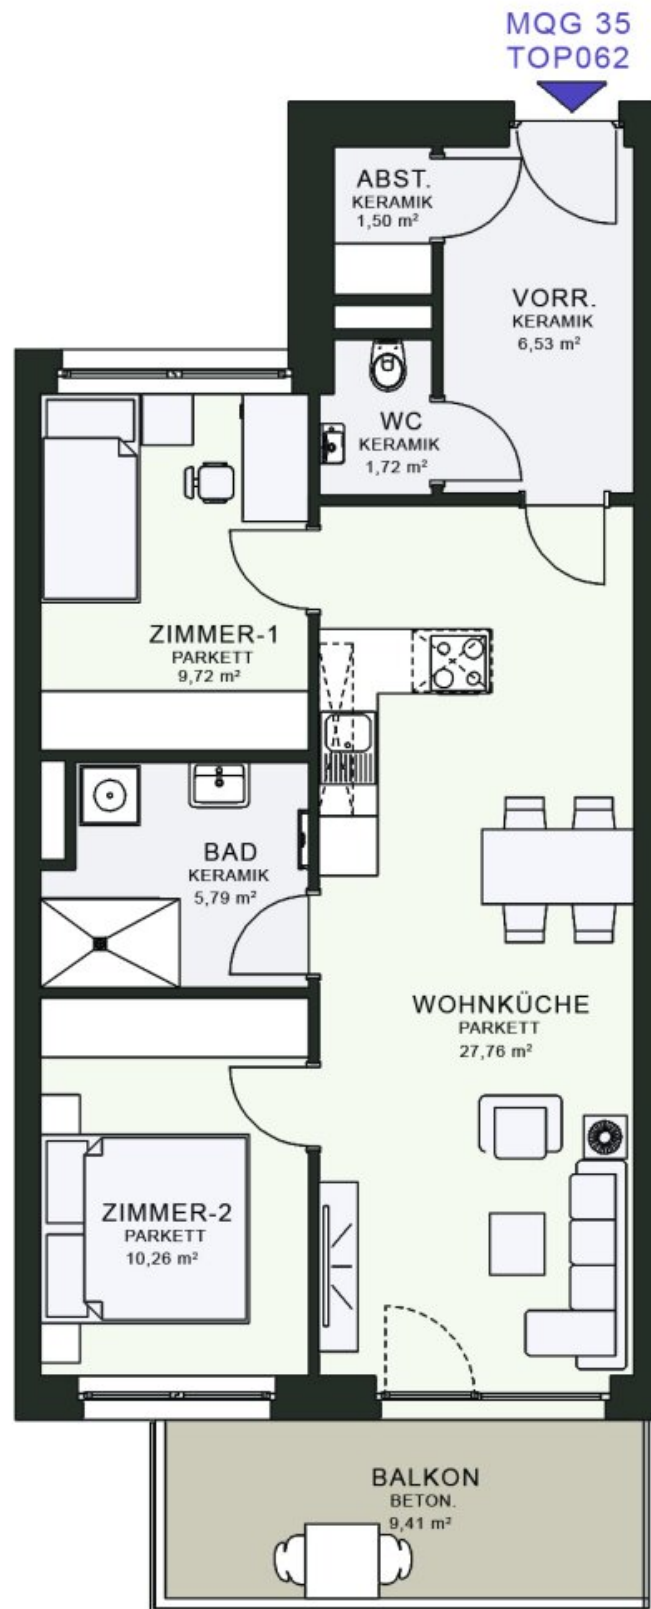 MQG 35
TOP062
ABST.
KERAMIK
1,50 m²
VORR.
KERAMIK
6,53 m²
WC
KERAMIK
1,72 m²
ZIMMER-1
PARKETT
9,72 m²
BAD
KERAMIK
5,79 m²
WOHNKÜCHE
PARKETT
27,76 m²
ZIMMER-2
PARKETT
10,26 m²
BALKON
BETON.
9,41 m²